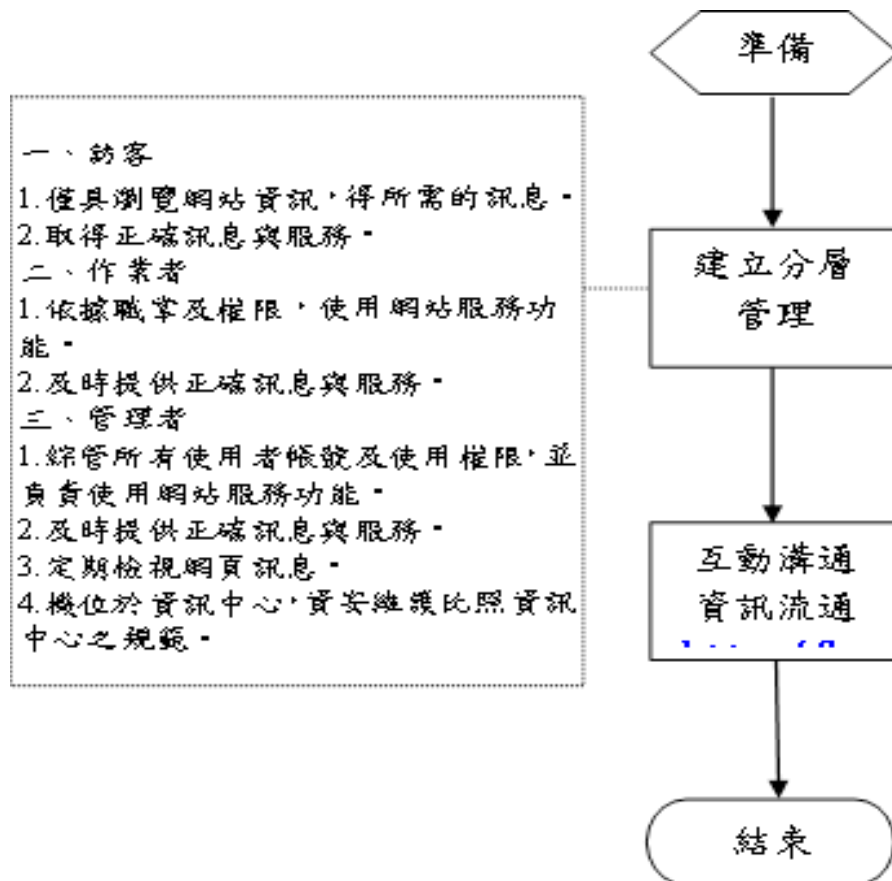 準備
一、訪客
1.僅具瀏覽網站資訊，得所需的訊息。
2.取得正確訊息與服務。
二、作業者
1.依據職掌及權限，使用網站服務功
能。
2.及時提供正確訊息與服務。
三、管理者
1.綜管所有使用者帳號及使用權限，並
負責使用網站服務功能。
2.及時提供正確訊息與服務。
3.定期檢視網頁訊息。
4.機位於資訊中心，資安維護比照資訊
中心之規範。
建立分層
管理
互動溝通
資訊流通
結束